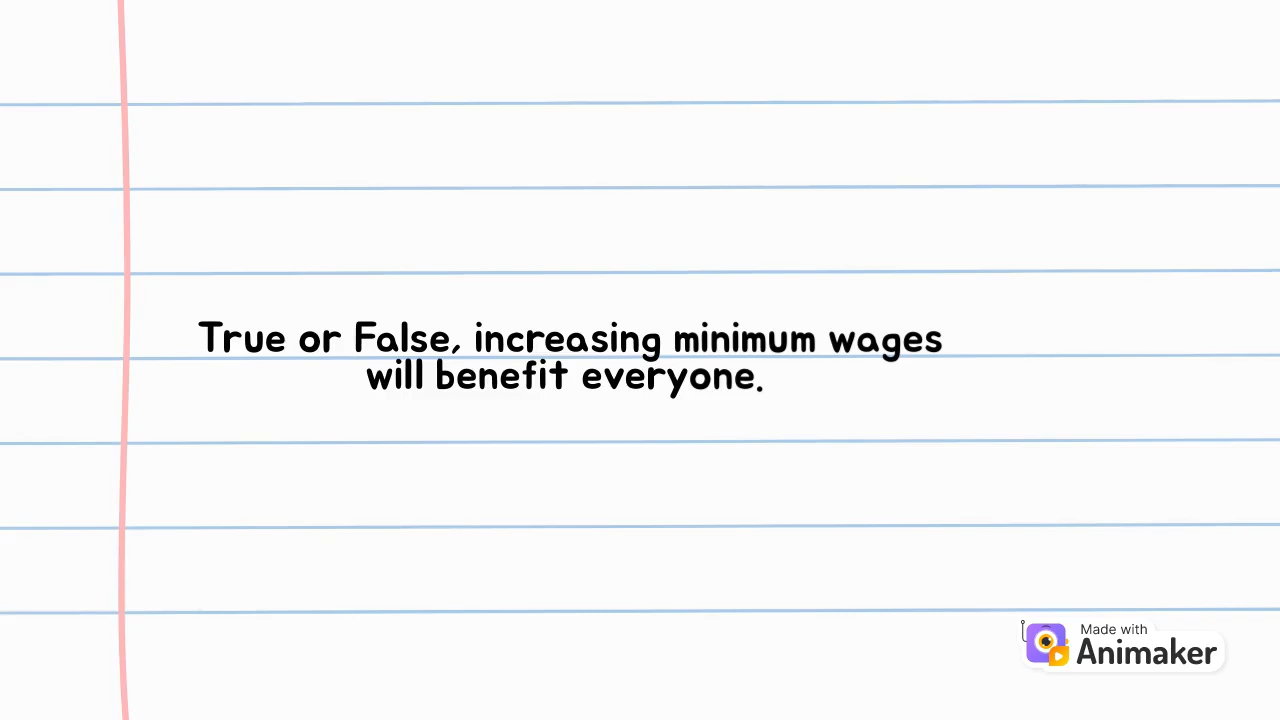 True or False, increasing minimum wages
will benefit everyone.
Made with
Animaker